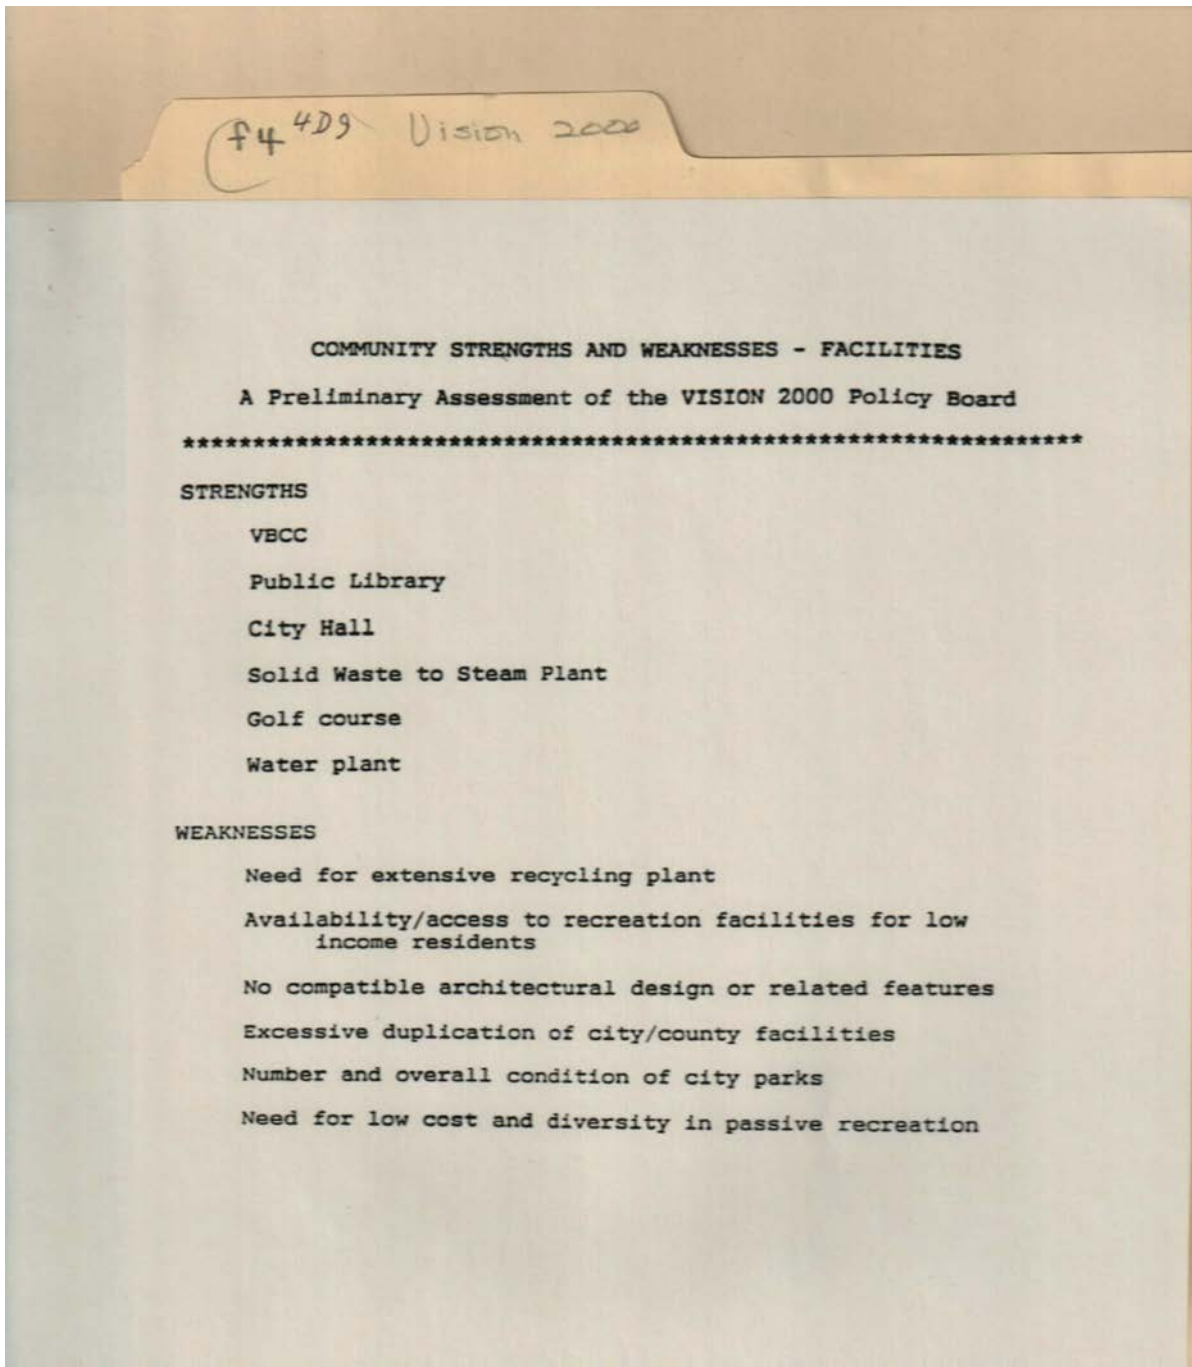 f4 4D9 Vision 2000
COMMUNITY STRENGTHS AND WEAKNESSES - FACILITIES
A Preliminary Assessment of the VISION 2000 Policy Board
****************************************************************
STRENGTHS
VBCC
Public Library
City Hall
Solid Waste to Steam Plant
Golf course
Water plant
WEAKNESSES
Need for extensive recycling plant
Availability/access to recreation facilities for low
income residents
No compatible architectural design or related features
Excessive duplication of city/county facilities
Number and overall condition of city parks
Need for low cost and diversity in passive recreation